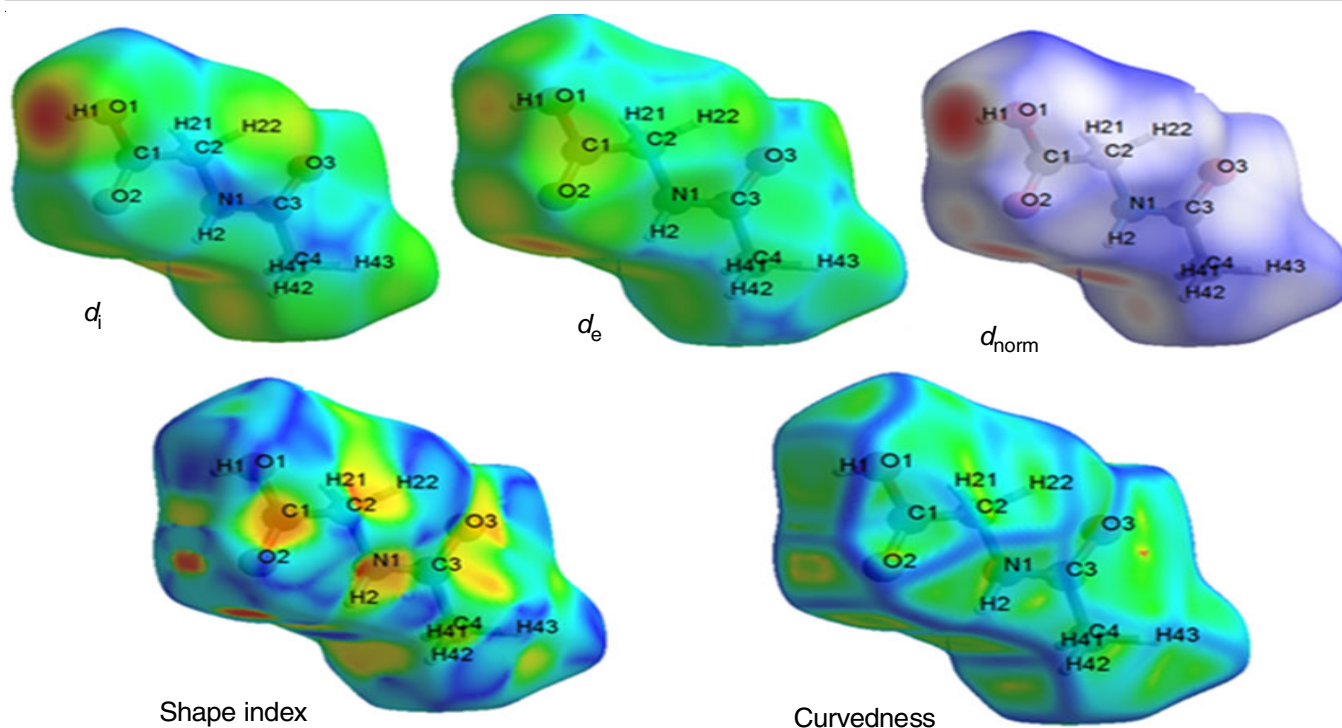 H1 O1 H21 H22 C1 C2 O2 N1 O3 C3 H2 C4 H41 H43 H42
H1 O1 H21 H22 C1 C2 O2 N1 O3 C3 H2 C4 H41 H43 H42
H1 O1 H21 H22 C1 C2 O2 N1 O3 C3 H2 C4 H41 H43 H42
di
de
dnorm
H1 O1 H21 H22 C1 C2 O2 N1 O3 C3 H2 C4 H41 H43 H42
H1 O1 H21 H22 C1 C2 O2 N1 O3 C3 H2 C4 H41 H43 H42
Shape index
Curvedness